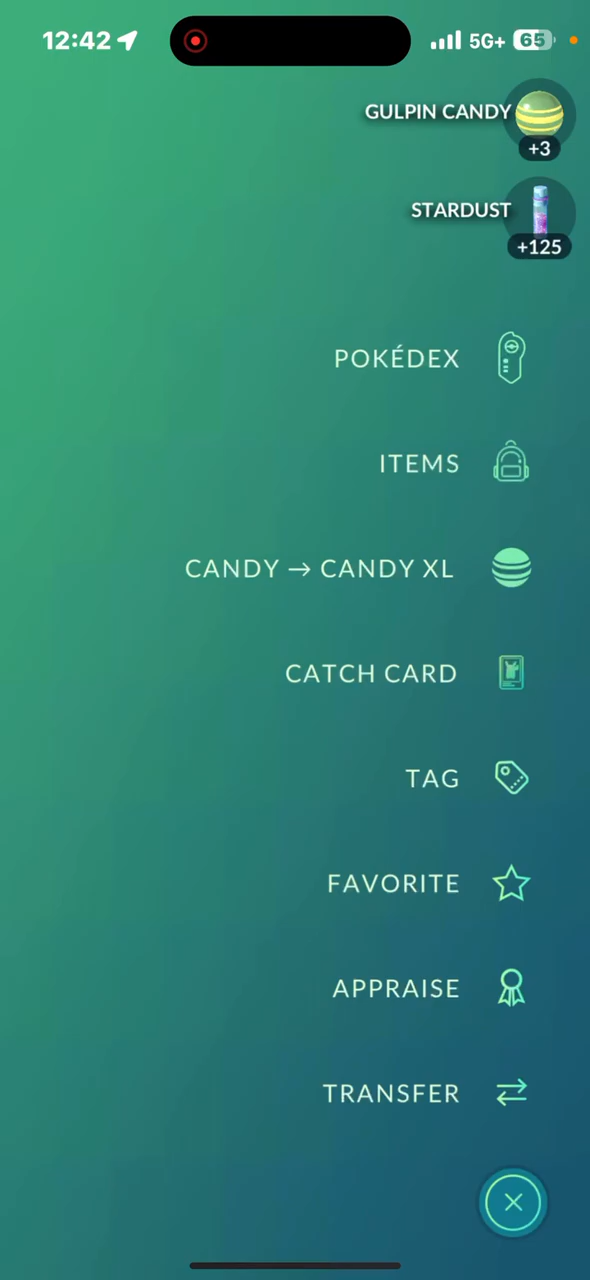 12:42
5G+
65
GULPIN CANDY
+3
STARDUST
+125
POKÉDEX
ITEMS
CANDY → CANDY XL
CATCH CARD
TAG
FAVORITE
APPRAISE
TRANSFER